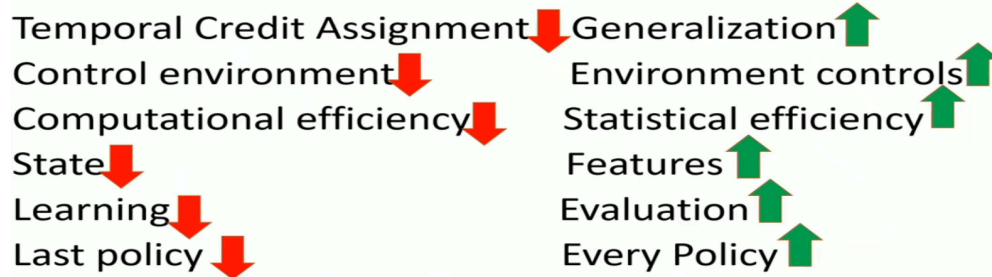 Temporal Credit Assignment Generalization
Control environment Environment controls
Computational efficiency Statistical efficiency
State Features
Learning Evaluation
Last policy Every Policy